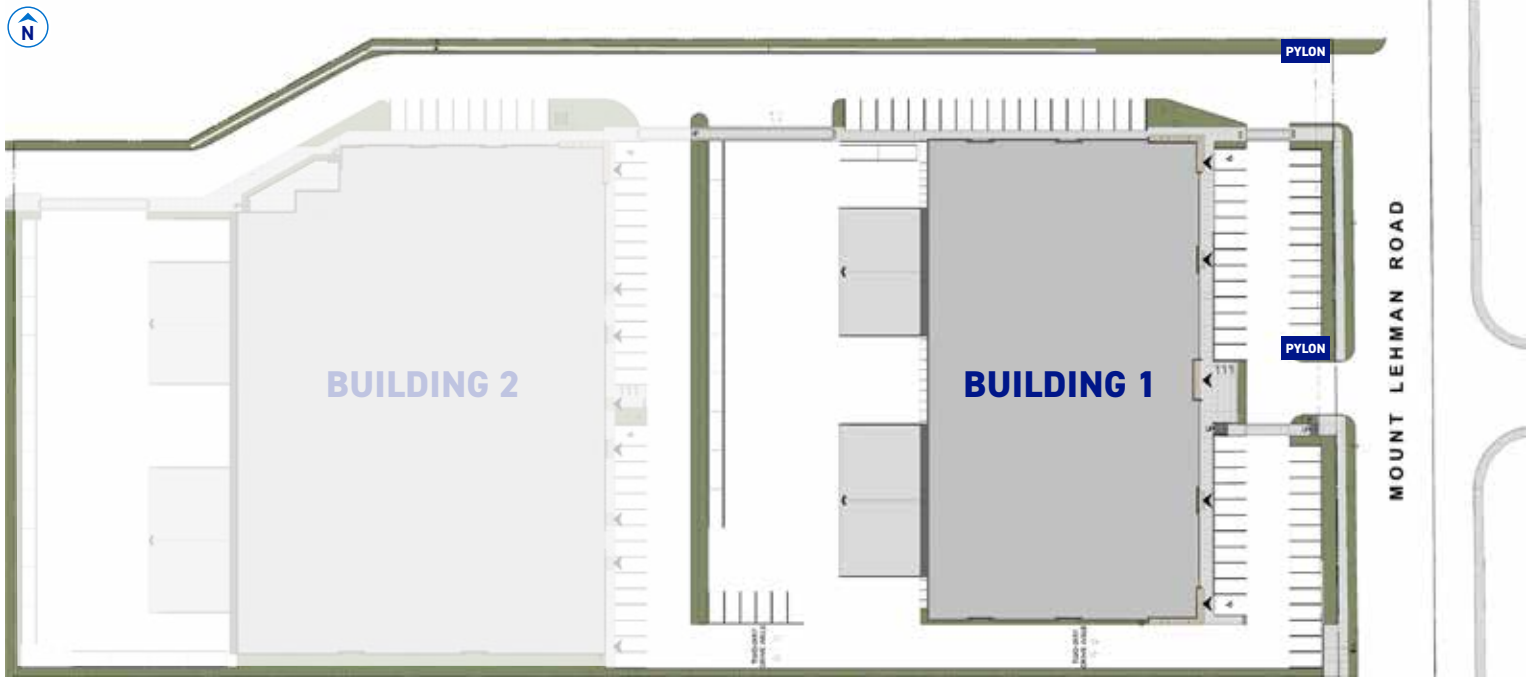 N
PYLON
PYLON
BUILDING 2
BUILDING 1
MOUNT LEHMAN ROAD